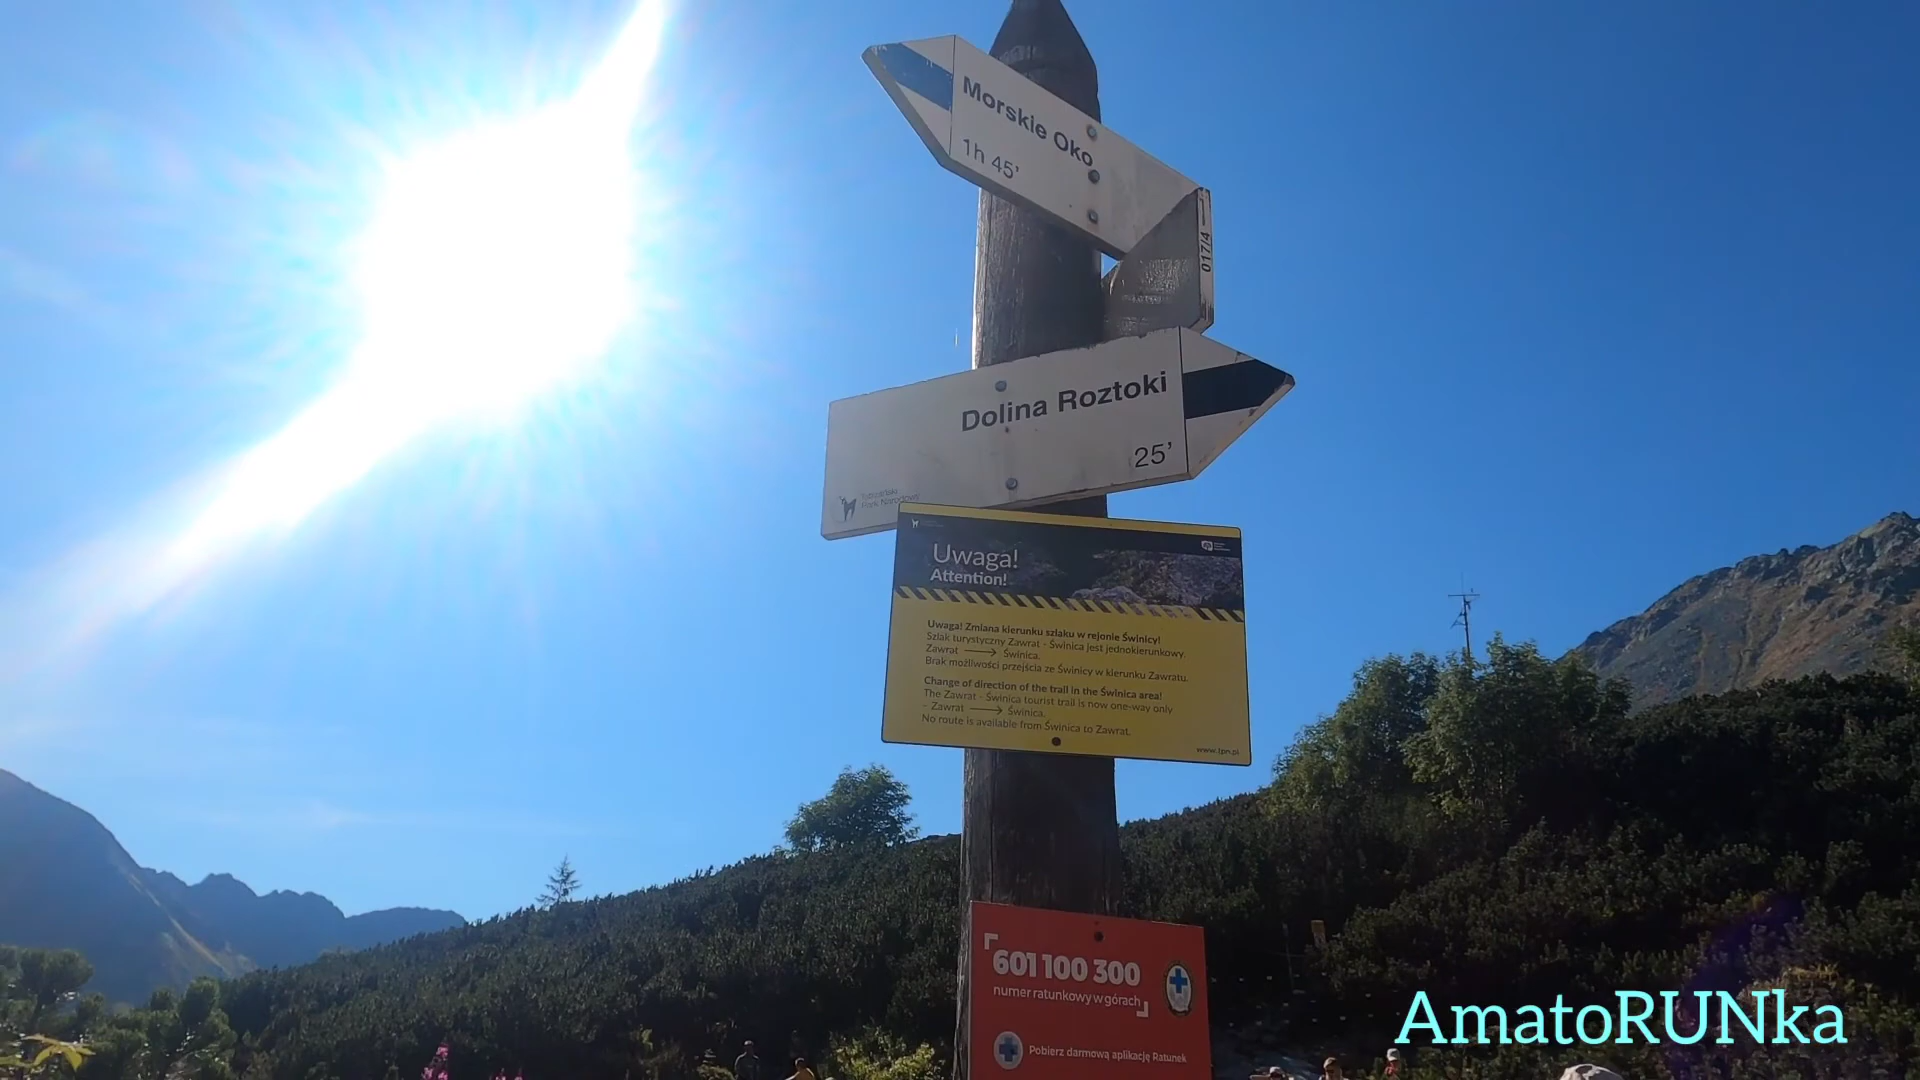 Morskie Oko
1h 45'
017/4
Dolina Roztoki
25'
Tatrzański
Park Narodowy
Uwaga!
Attention!
Uwaga! Zmiana kierunku szlaku w rejonie Świnicy!
Szlak turystyczny Zawrat - Świnica jest jednokierunkowy.
Zawrat → Świnica.
Brak możliwości przejścia ze Świnicy w kierunku Zawratu.
Change of direction of the trail in the Świnica area!
The Zawrat - Świnica tourist trail is now one-way only
- Zawrat → Świnica.
No route is available from Świnica to Zawrat.
www.tpn.pl
601 100 300
numer ratunkowy w górach
Pobierz darmową aplikację Ratunek
AmatoRUNka